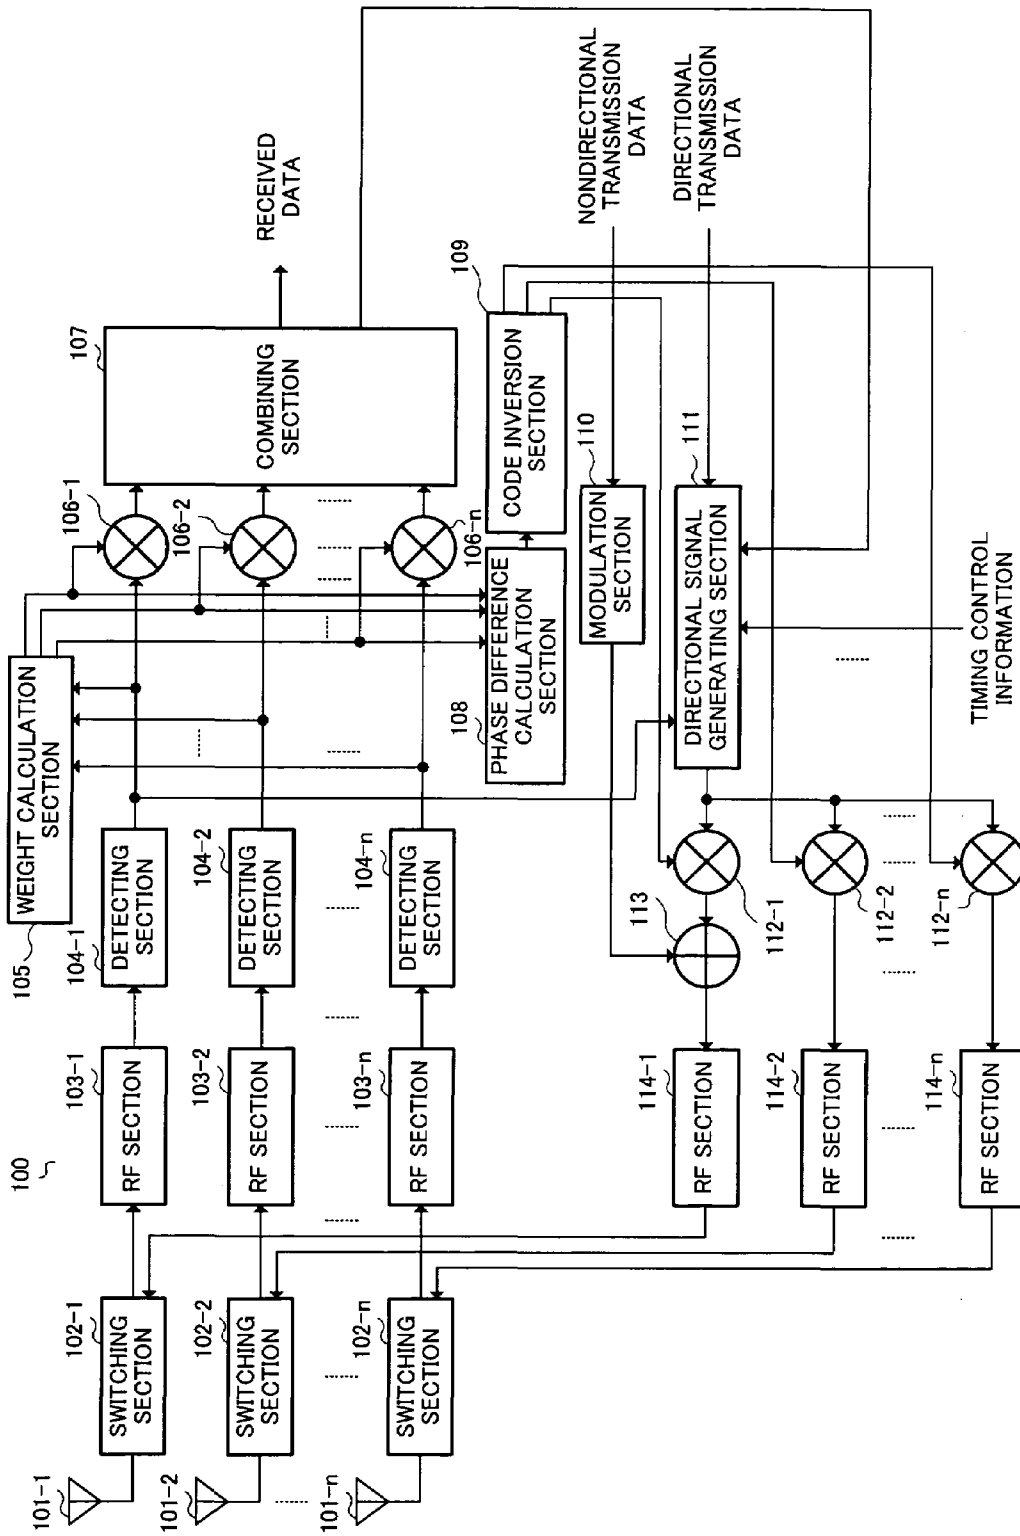 100
101-1
102-1
SWITCHING
SECTION
103-1
RF SECTION
104-1
DETECTING
SECTION
105
WEIGHT CALCULATION
SECTION
106-1
107
COMBINING
SECTION
RECEIVED
DATA
101-2
102-2
SWITCHING
SECTION
103-2
RF SECTION
104-2
DETECTING
SECTION
106-2
101-n
102-n
SWITCHING
SECTION
103-n
RF SECTION
104-n
DETECTING
SECTION
106-n
108
PHASE DIFFERENCE
CALCULATION
SECTION
109
CODE INVERSION
SECTION
110
MODULATION
SECTION
NONDIRECTIONAL
TRANSMISSION
DATA
111
DIRECTIONAL SIGNAL
GENERATING SECTION
DIRECTIONAL
TRANSMISSION
DATA
114-1
RF SECTION
113
112-1
114-2
RF SECTION
112-2
114-n
RF SECTION
112-n
TIMING CONTROL
INFORMATION